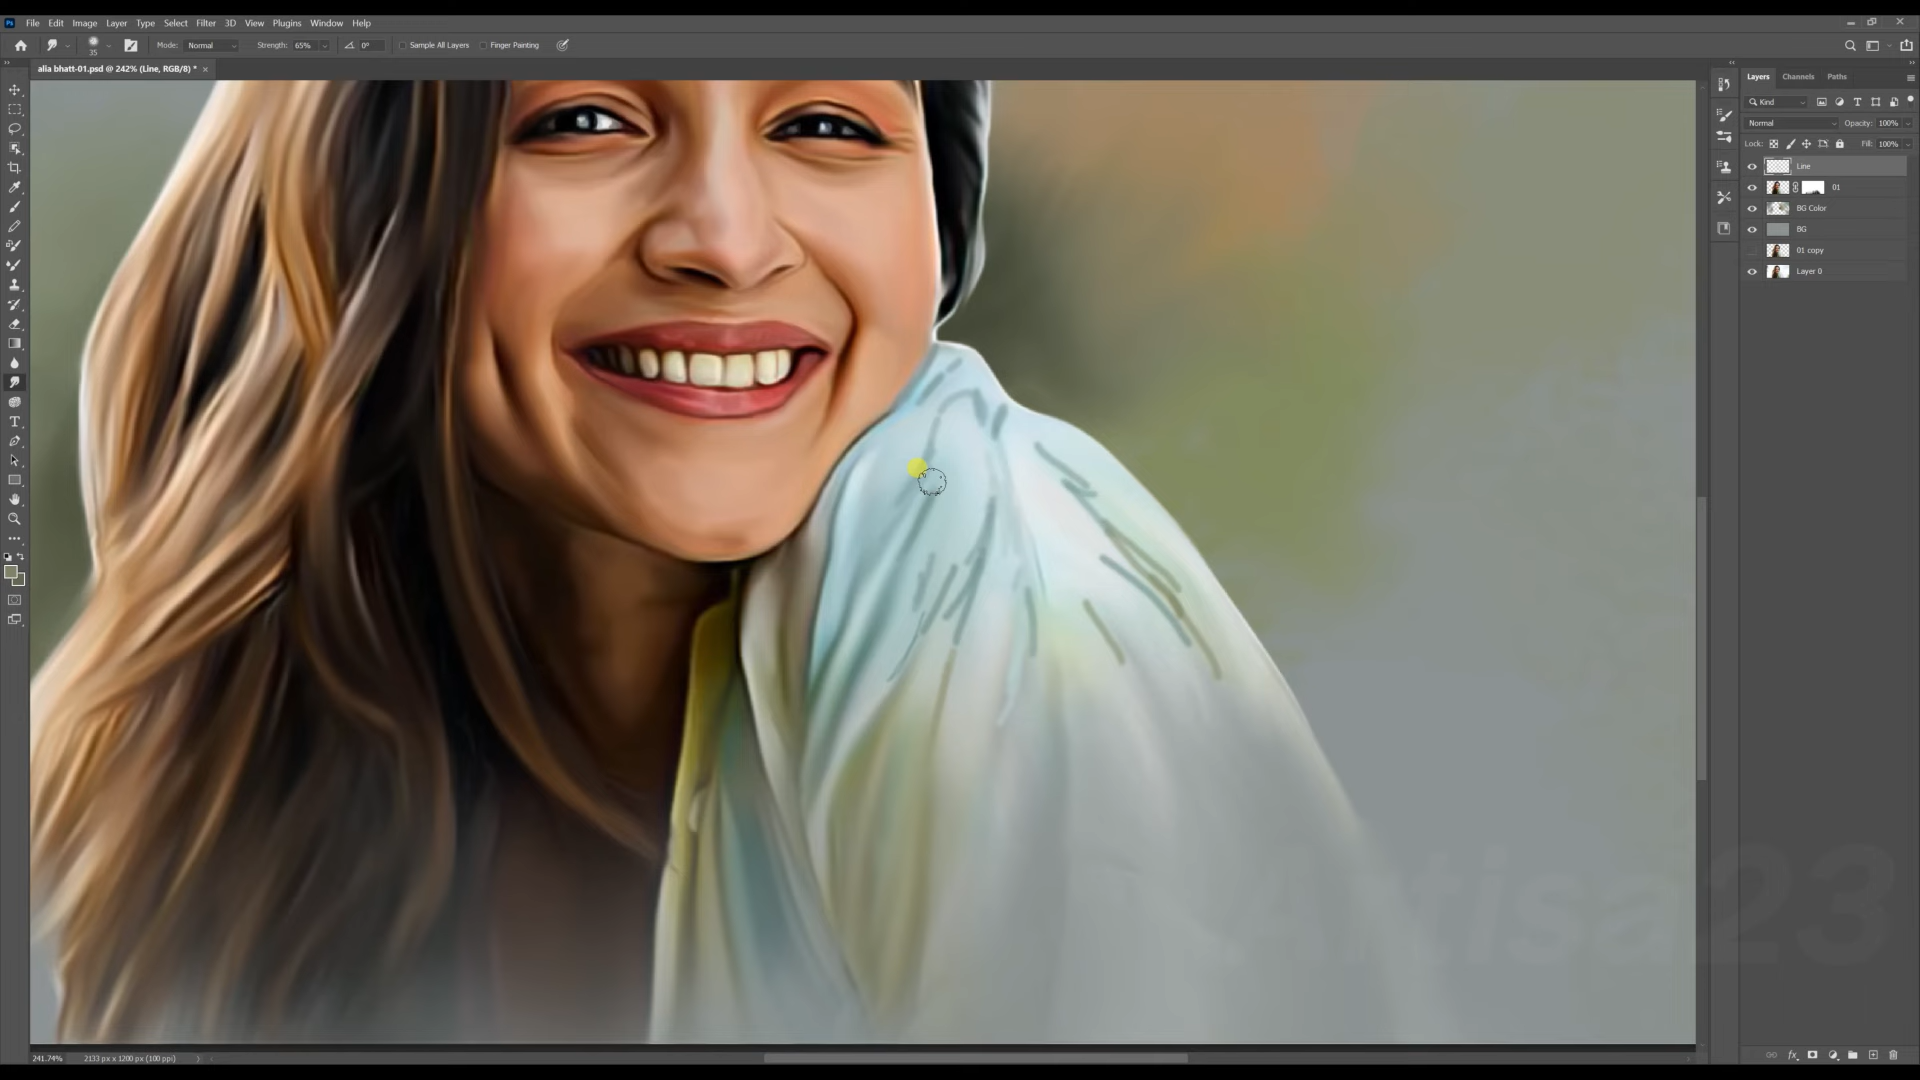 Ps File Edit Image Layer Type Select Filter 3D View Plugins Window Help
35 Mode: Normal Strength: 65% 0° Sample All Layers Finger Painting
alia bhatt-01.psd @ 242% (Line, RGB/8) * ×
Layers Channels Paths
Kind
Normal Opacity: 100%
Lock: Fill: 100%
Line
01
BG Color
BG
01 copy
Layer 0
Artisa23
241.74% 2133 px x 1200 px (100 ppi)